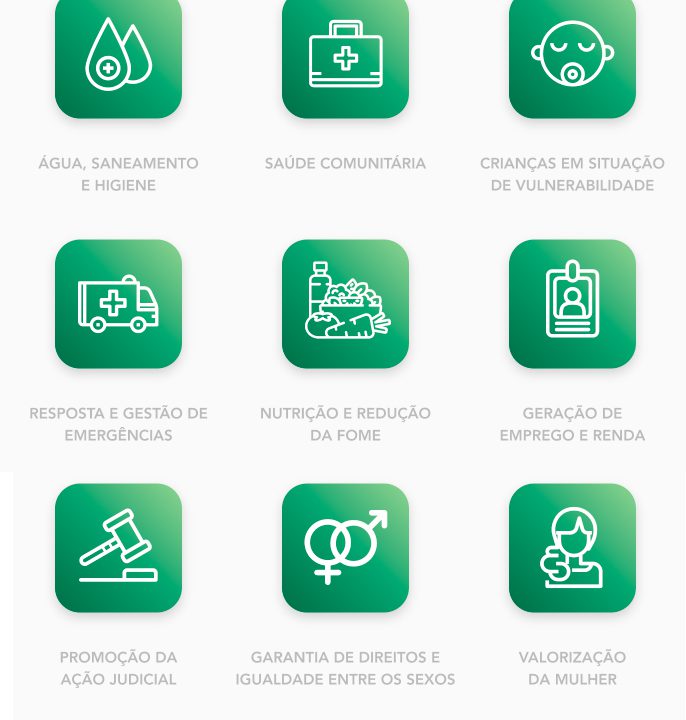 ÁGUA, SANEAMENTO
E HIGIENE
SAÚDE COMUNITÁRIA
CRIANÇAS EM SITUAÇÃO
DE VULNERABILIDADE
RESPOSTA E GESTÃO DE
EMERGÊNCIAS
NUTRIÇÃO E REDUÇÃO
DA FOME
GERAÇÃO DE
EMPREGO E RENDA
PROMOÇÃO DA
AÇÃO JUDICIAL
GARANTIA DE DIREITOS E
IGUALDADE ENTRE OS SEXOS
VALORIZAÇÃO
DA MULHER